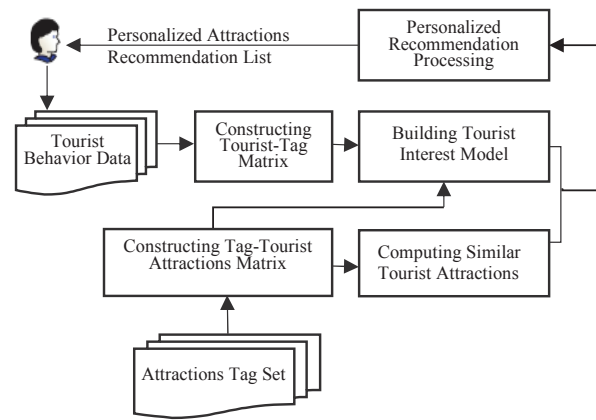 Personalized Attractions
Recommendation List
Personalized
Recommendation
Processing
Tourist
Behavior Data
Constructing
Tourist-Tag
Matrix
Building Tourist
Interest Model
Constructing Tag-Tourist
Attractions Matrix
Computing Similar
Tourist Attractions
Attractions Tag Set